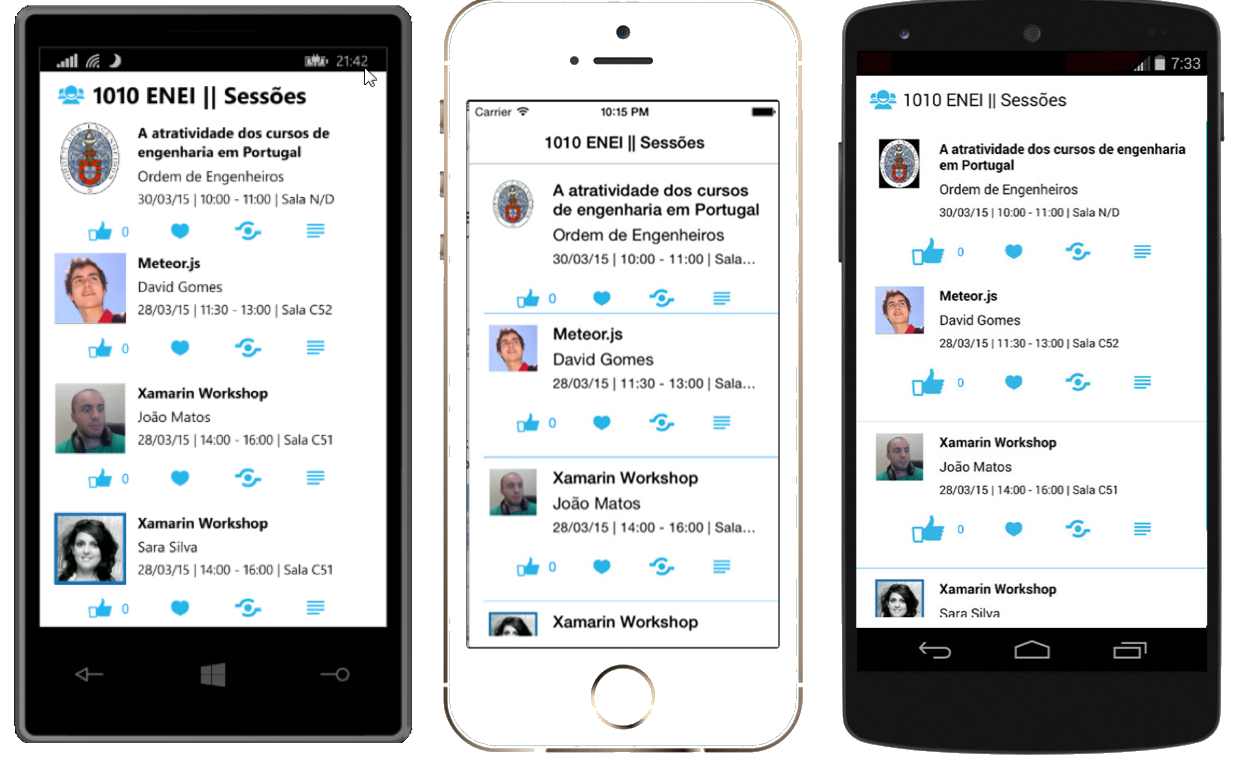 21:42
1010 ENEI || Sessões
A atratividade dos cursos de
engenharia em Portugal
Ordem de Engenheiros
30/03/15 | 10:00 - 11:00 | Sala N/D
0
Meteor.js
David Gomes
28/03/15 | 11:30 - 13:00 | Sala C52
0
Xamarin Workshop
João Matos
28/03/15 | 14:00 - 16:00 | Sala C51
0
Xamarin Workshop
Sara Silva
28/03/15 | 14:00 - 16:00 | Sala C51
0
Carrier 10:15 PM
1010 ENEI || Sessões
A atratividade dos cursos
de engenharia em Portugal
Ordem de Engenheiros
30/03/15 | 10:00 - 11:00 | Sala...
0
Meteor.js
David Gomes
28/03/15 | 11:30 - 13:00 | Sala...
0
Xamarin Workshop
João Matos
28/03/15 | 14:00 - 16:00 | Sala...
0
Xamarin Workshop
7:33
1010 ENEI || Sessões
A atratividade dos cursos de engenharia
em Portugal
Ordem de Engenheiros
30/03/15 | 10:00 - 11:00 | Sala N/D
0
Meteor.js
David Gomes
28/03/15 | 11:30 - 13:00 | Sala C52
0
Xamarin Workshop
João Matos
28/03/15 | 14:00 - 16:00 | Sala C51
0
Xamarin Workshop
Sara Silva